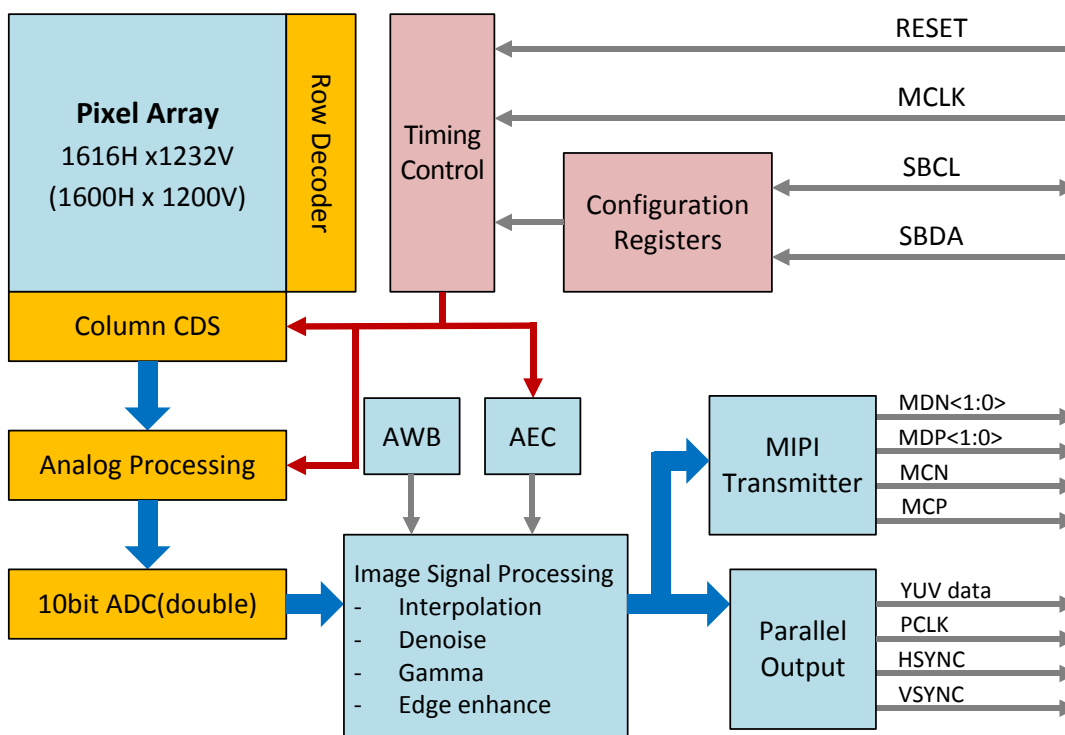 Pixel Array
1616H x1232V
(1600H x 1200V)
Row Decoder
Timing
Control
RESET
MCLK
SBCL
SBDA
Configuration
Registers
Column CDS
Analog Processing
10bit ADC(double)
AWB
AEC
Image Signal Processing
- Interpolation
- Denoise
- Gamma
- Edge enhance
MIPI
Transmitter
MDN<1:0>
MDP<1:0>
MCN
MCP
Parallel
Output
YUV data
PCLK
HSYNC
VSYNC